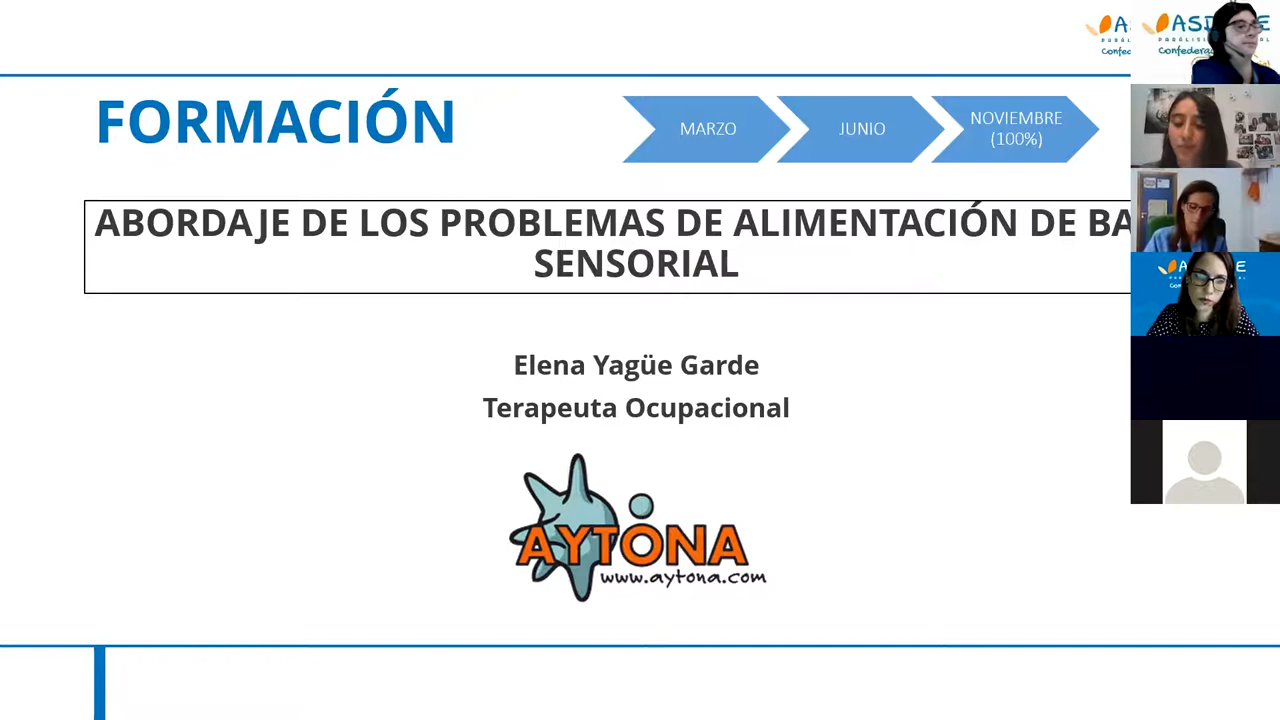 FORMACIÓN
MARZO
JUNIO
NOVIEMBRE
(100%)
ABORDAJE DE LOS PROBLEMAS DE ALIMENTACIÓN DE BA
SENSORIAL
Elena Yagüe Garde
Terapeuta Ocupacional
AYTONA
www.aytona.com